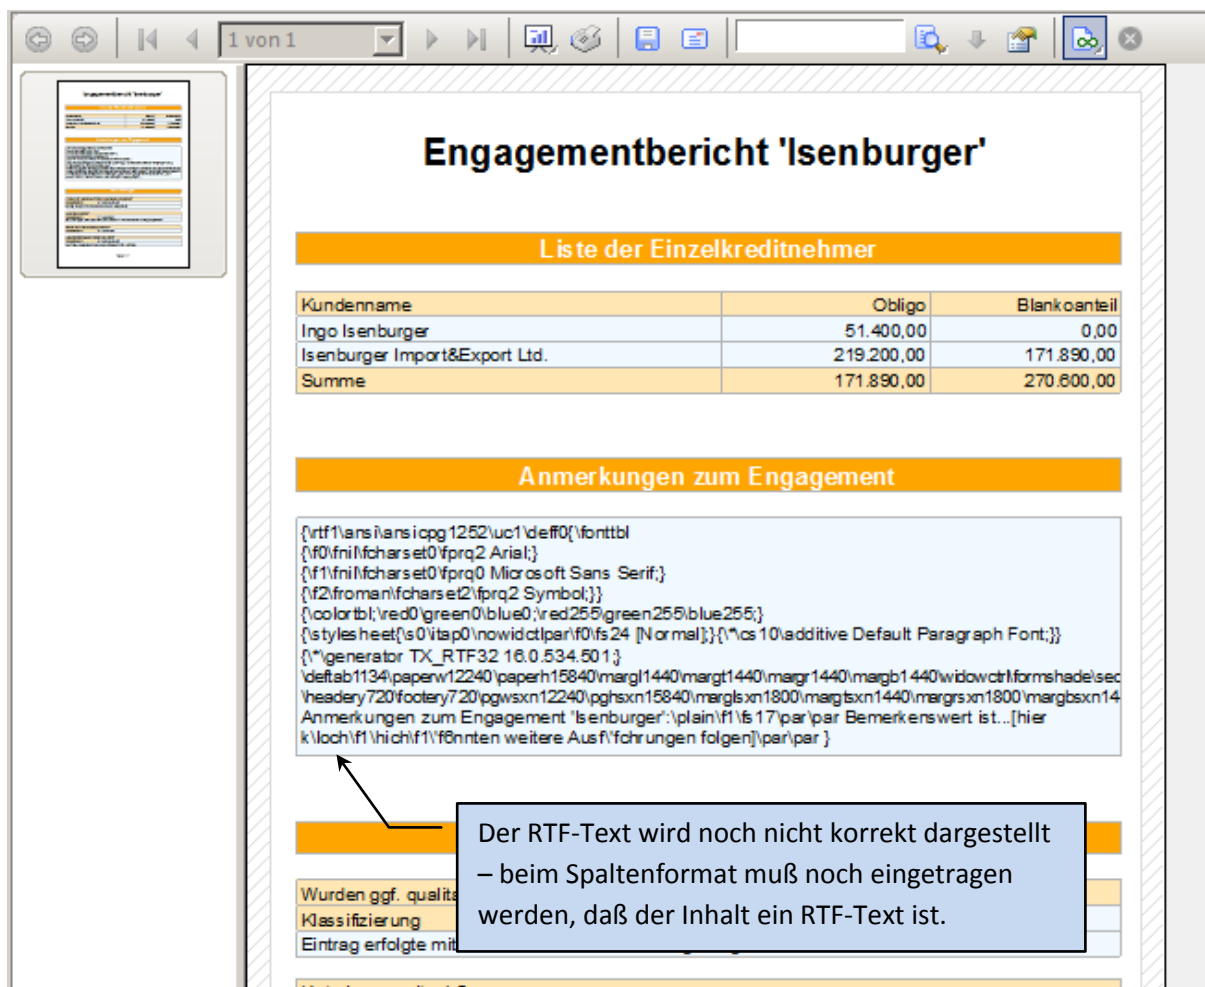 1 von 1
Engagementbericht 'Isenburger'
Liste der Einzelkreditnehmer
Kundenname Obligo Blankoanteil
Ingo Isenburger 51.400,00 0,00
Isenburger Import&Export Ltd. 219.200,00 171.890,00
Summe 171.890,00 270.600,00
Anmerkungen zum Engagement
{\rtf1\ansi\ansicpg1252\uc1\deff0{\fonttbl
{\f0\fnil\fcharset0\fprq2 Arial;}
{\f1\fnil\fcharset0\fprq0 Microsoft Sans Serif;}
{\f2\froman\fcharset2\fprq2 Symbol;}}
{\colortbl;\red0\green0\blue0;\red255\green255\blue255;}
{\stylesheet{\s0\itap0\nowidctlpar\f0\fs24 [Normal];}{\*\cs10\additive Default Paragraph Font;}}
{\*\generator TX_RTF32 16.0.534.501;}
\deftab1134\paperw12240\paperh15840\margl1440\margt1440\margr1440\margb1440\widowctrl\formshade\sec
\headery720\footery720\pgwsxn12240\pghsxn15840\marglsxn1800\margtsxn1440\margrsxn1800\margbsxn14
Anmerkungen zum Engagement 'Isenburger':\plain\f1\fs17\par\par Bemerkenswert ist...[hier
k\loch\f1\hich\f1\'f6nnten weitere Ausf\'fchrungen folgen]\par\par }
Der RTF-Text wird noch nicht korrekt dargestellt
– beim Spaltenformat muß noch eingetragen
werden, daß der Inhalt ein RTF-Text ist.
Wurden ggf. qualita
Klassifizierung
Eintrag erfolgte mit